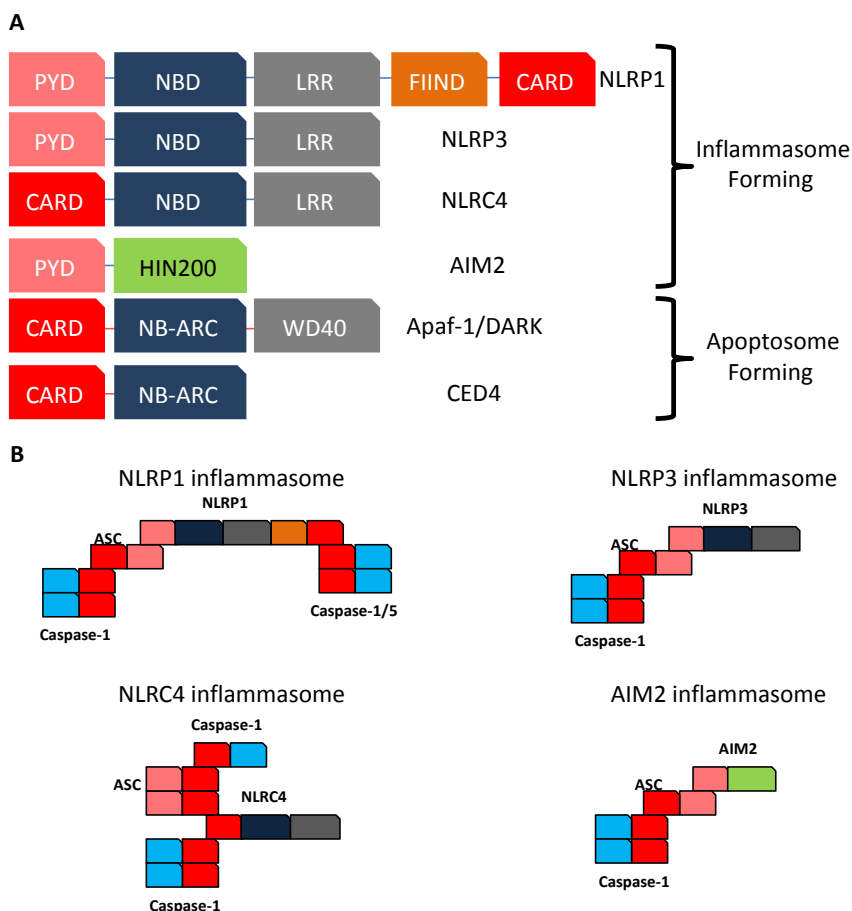 A
PYD NBD LRR FIIND CARD NLRP1
PYD NBD LRR NLRP3
CARD NBD LRR NLRC4
PYD HIN200 AIM2
CARD NB-ARC WD40 Apaf-1/DARK
CARD NB-ARC CED4
Inflammasome
Forming
Apoptosome
Forming
B
NLRP1 inflammasome
NLRP1
ASC
Caspase-1
Caspase-1/5
NLRP3 inflammasome
NLRP3
ASC
Caspase-1
NLRC4 inflammasome
Caspase-1
ASC
NLRC4
Caspase-1
AIM2 inflammasome
AIM2
ASC
Caspase-1